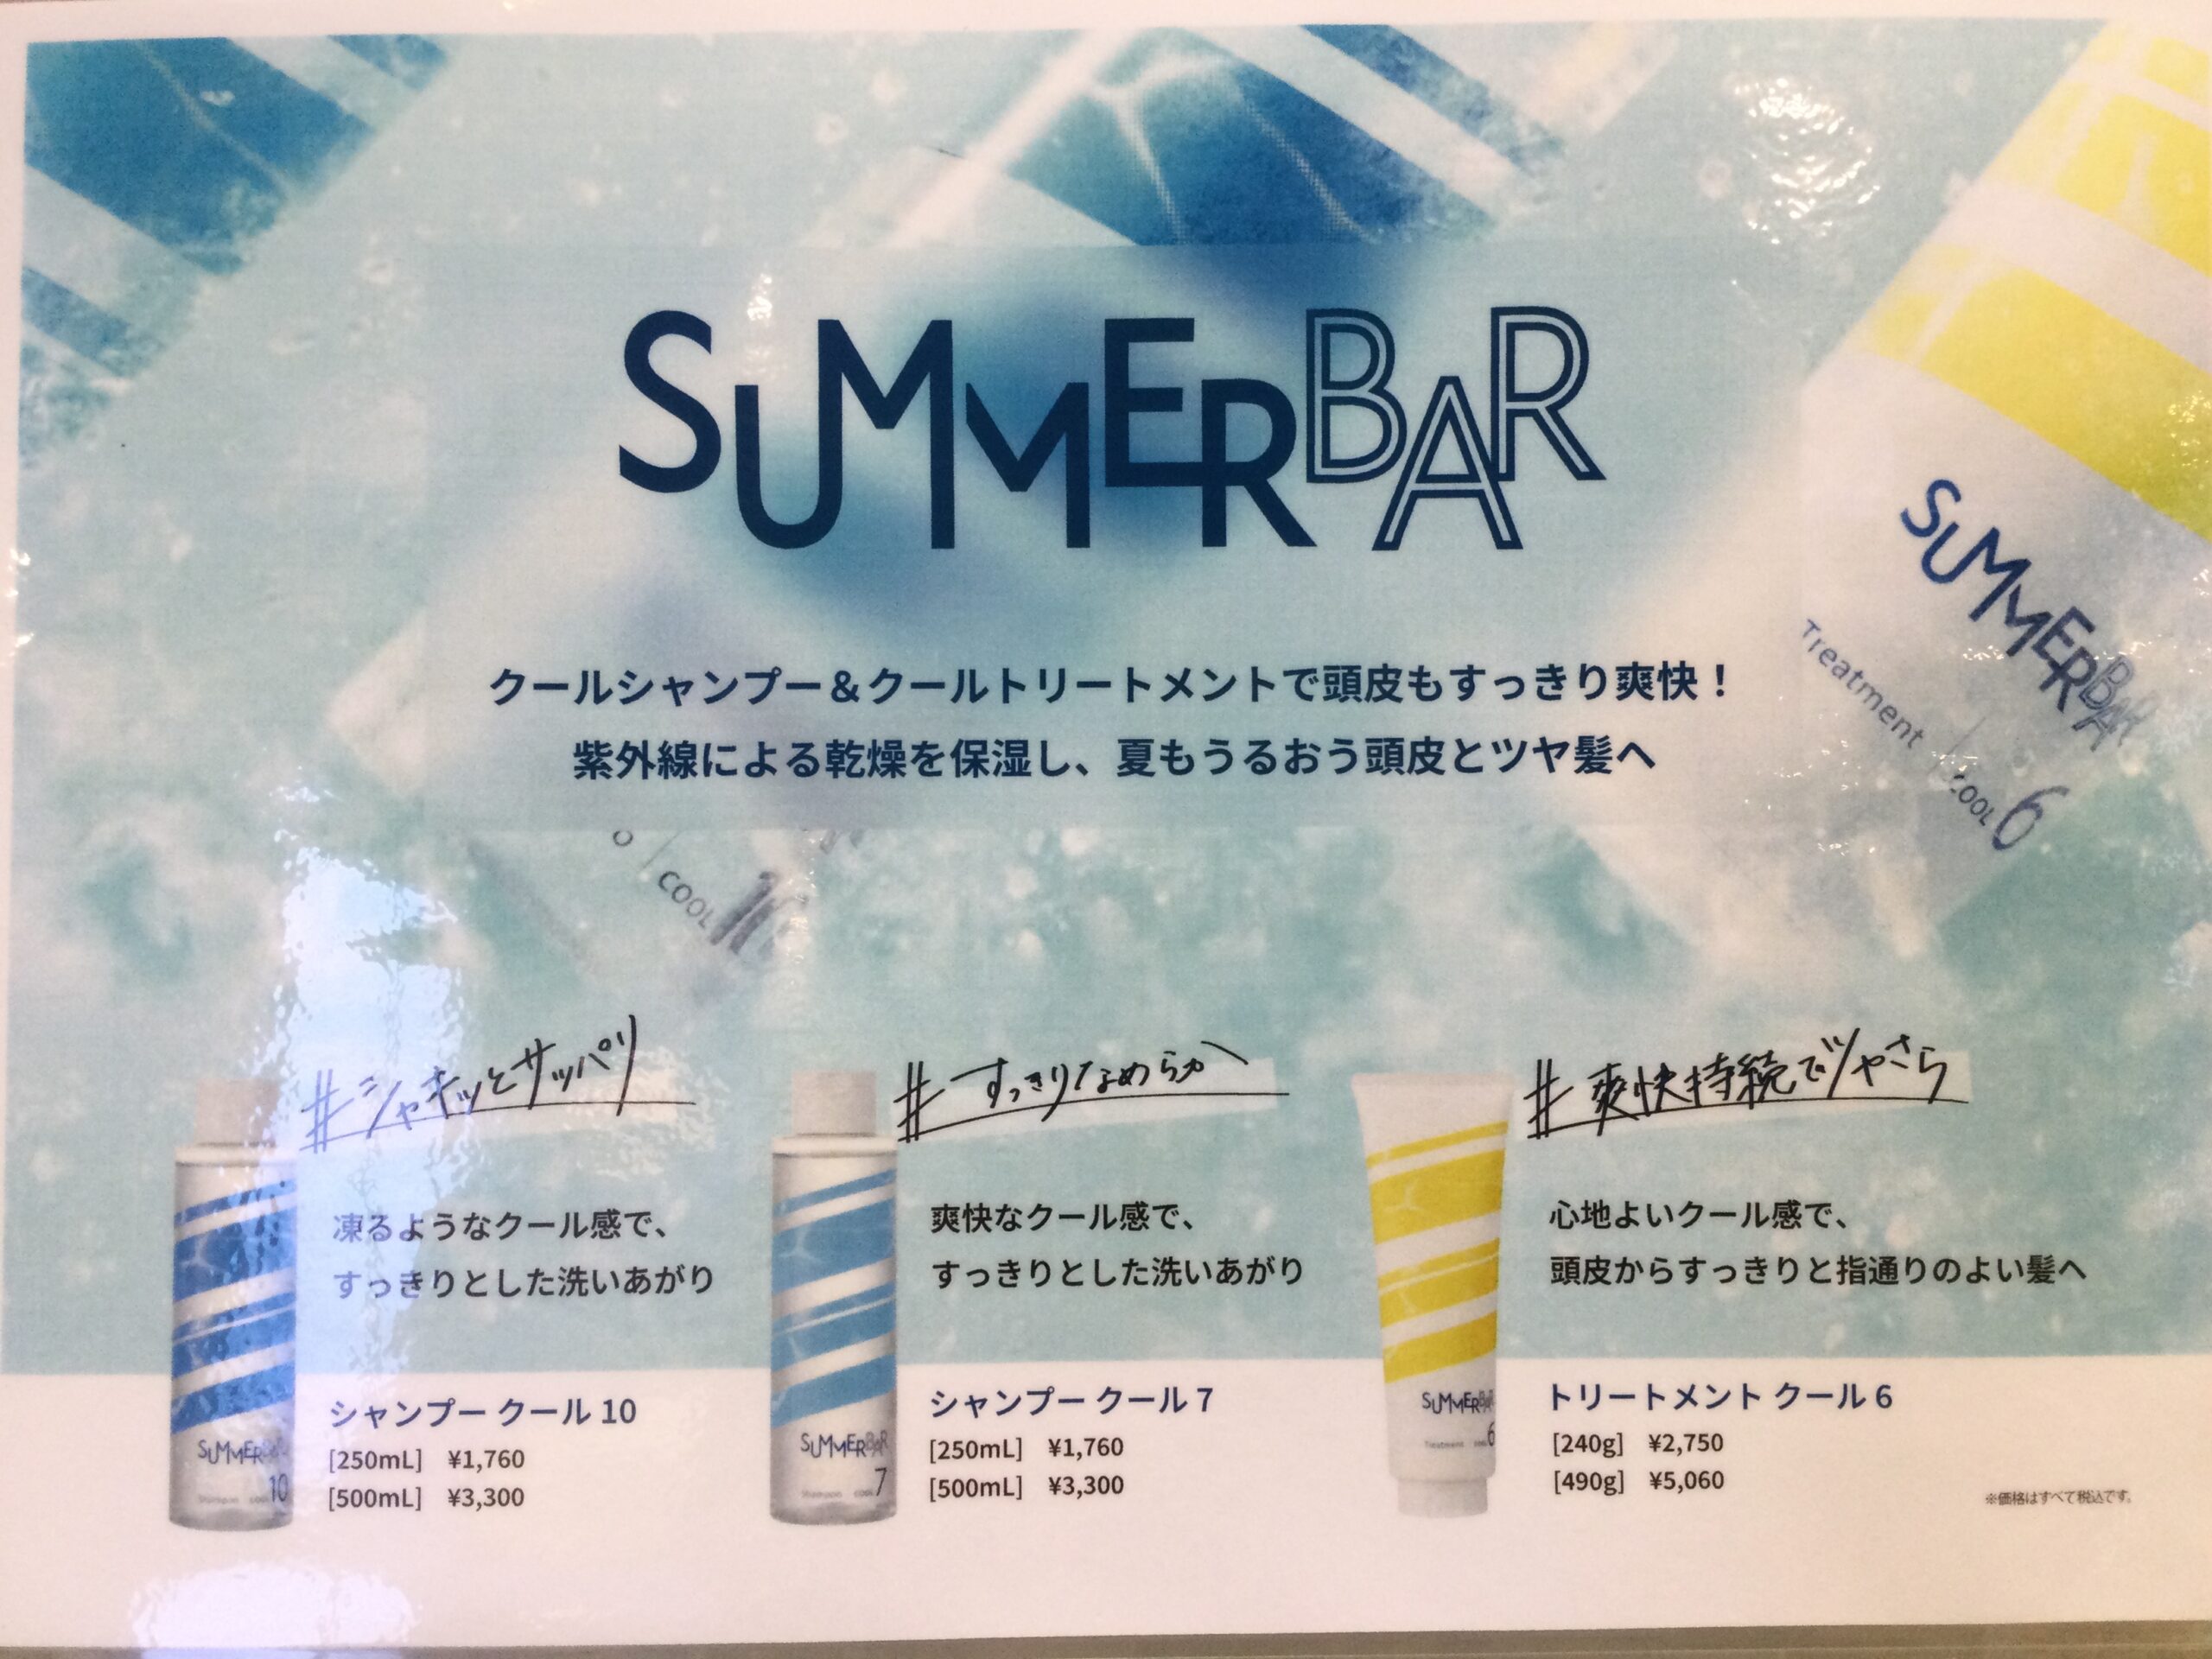 SUMMERBAR
クールシャンプー＆クールトリートメントで頭皮もすっきり爽快！
紫外線による乾燥を保湿し、夏もうるおう頭皮とツヤ髪へ
SUMMERBAR
Treatment / COOL 6
COOL 10
#シャキッとサッパリ
凍るようなクール感で、
すっきりとした洗いあがり
シャンプー クール 10
[250mL] ¥1,760
[500mL] ¥3,300
SUMMERBAR
10
#すっきりなめらか
爽快なクール感で、
すっきりとした洗いあがり
シャンプー クール 7
[250mL] ¥1,760
[500mL] ¥3,300
SUMMERBAR
7
#爽快持続でツヤさら
心地よいクール感で、
頭皮からすっきりと指通りのよい髪へ
トリートメント クール 6
[240g] ¥2,750
[490g] ¥5,060
SUMMERBAR
6
※価格はすべて税込です。